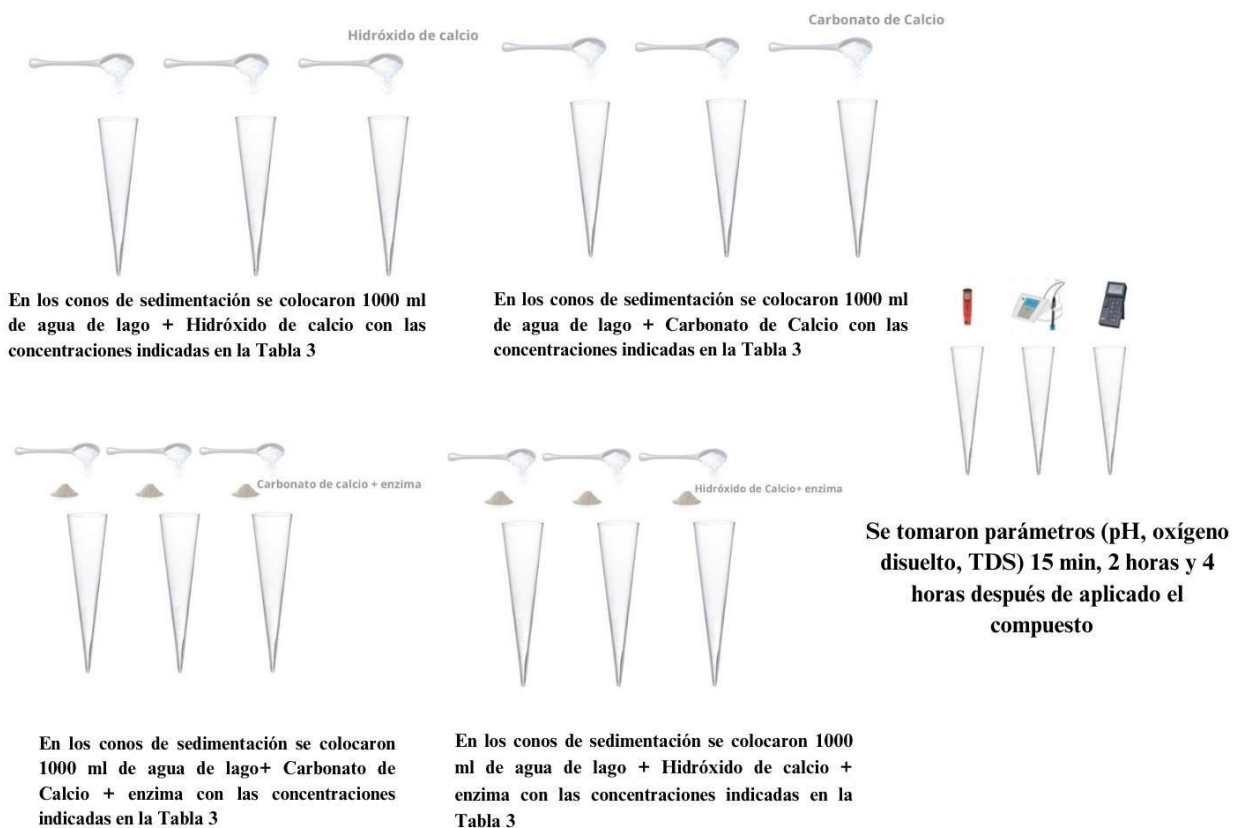 Hidróxido de calcio
Carbonato de Calcio
En los conos de sedimentación se colocaron 1000 ml
de agua de lago + Hidróxido de calcio con las
concentraciones indicadas en la Tabla 3
En los conos de sedimentación se colocaron 1000 ml
de agua de lago + Carbonato de Calcio con las
concentraciones indicadas en la Tabla 3
Carbonato de calcio + enzima
Hidróxido de Calcio+ enzima
Se tomaron parámetros (pH, oxígeno
disuelto, TDS) 15 min, 2 horas y 4
horas después de aplicado el
compuesto
En los conos de sedimentación se colocaron
1000 ml de agua de lago+ Carbonato de
Calcio + enzima con las concentraciones
indicadas en la Tabla 3
En los conos de sedimentación se colocaron 1000
ml de agua de lago + Hidróxido de calcio +
enzima con las concentraciones indicadas en la
Tabla 3